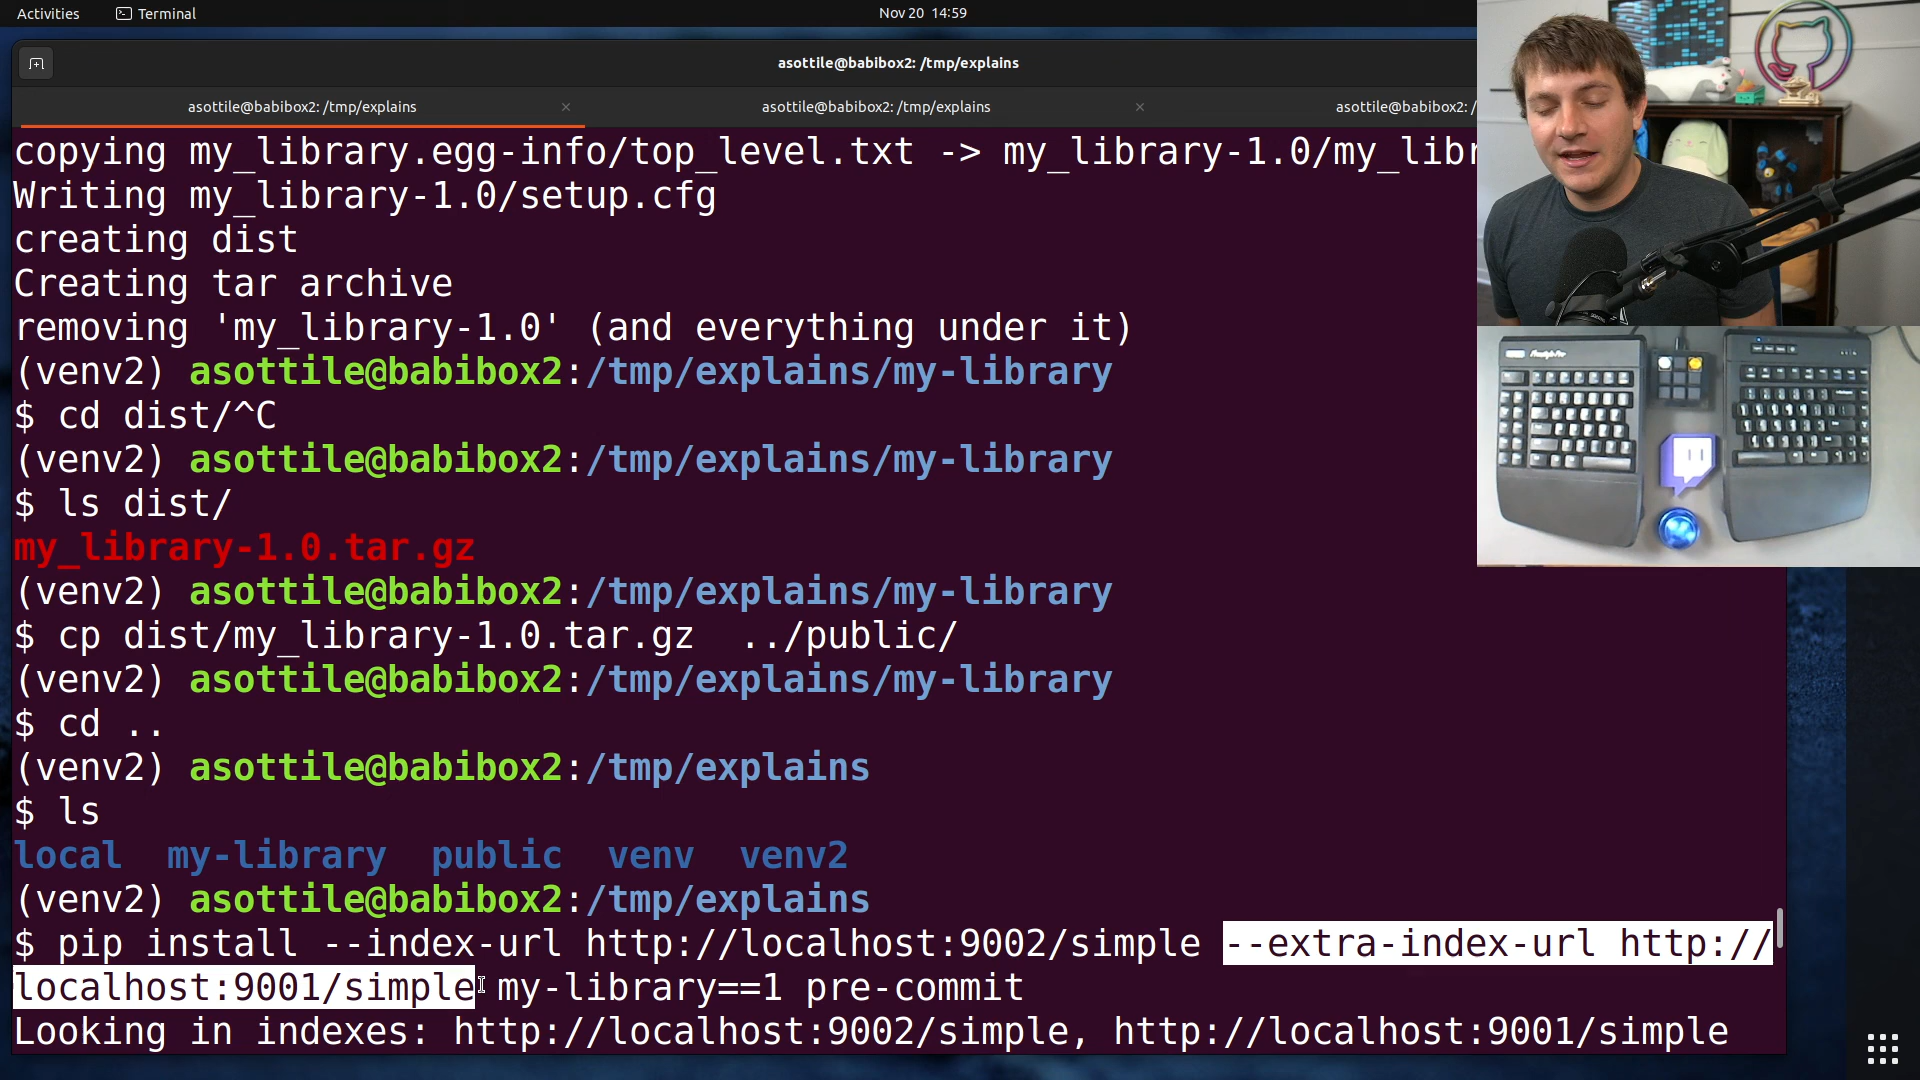 Activities
Terminal
Nov 20 14:59
asottile@babibox2: /tmp/explains
asottile@babibox2: /tmp/explains
asottile@babibox2: /tmp/explains
asottile@babibox2: /
copying my_library.egg-info/top_level.txt -> my_library-1.0/my_libr
Writing my_library-1.0/setup.cfg
creating dist
Creating tar archive
removing 'my_library-1.0' (and everything under it)
(venv2) asottile@babibox2:/tmp/explains/my-library
$ cd dist/^C
(venv2) asottile@babibox2:/tmp/explains/my-library
$ ls dist/
my_library-1.0.tar.gz
(venv2) asottile@babibox2:/tmp/explains/my-library
$ cp dist/my_library-1.0.tar.gz  ../public/
(venv2) asottile@babibox2:/tmp/explains/my-library
$ cd ..
(venv2) asottile@babibox2:/tmp/explains
$ ls
local  my-library  public  venv  venv2
(venv2) asottile@babibox2:/tmp/explains
$ pip install --index-url http://localhost:9002/simple --extra-index-url http://
localhost:9001/simple my-library==1 pre-commit
Looking in indexes: http://localhost:9002/simple, http://localhost:9001/simple